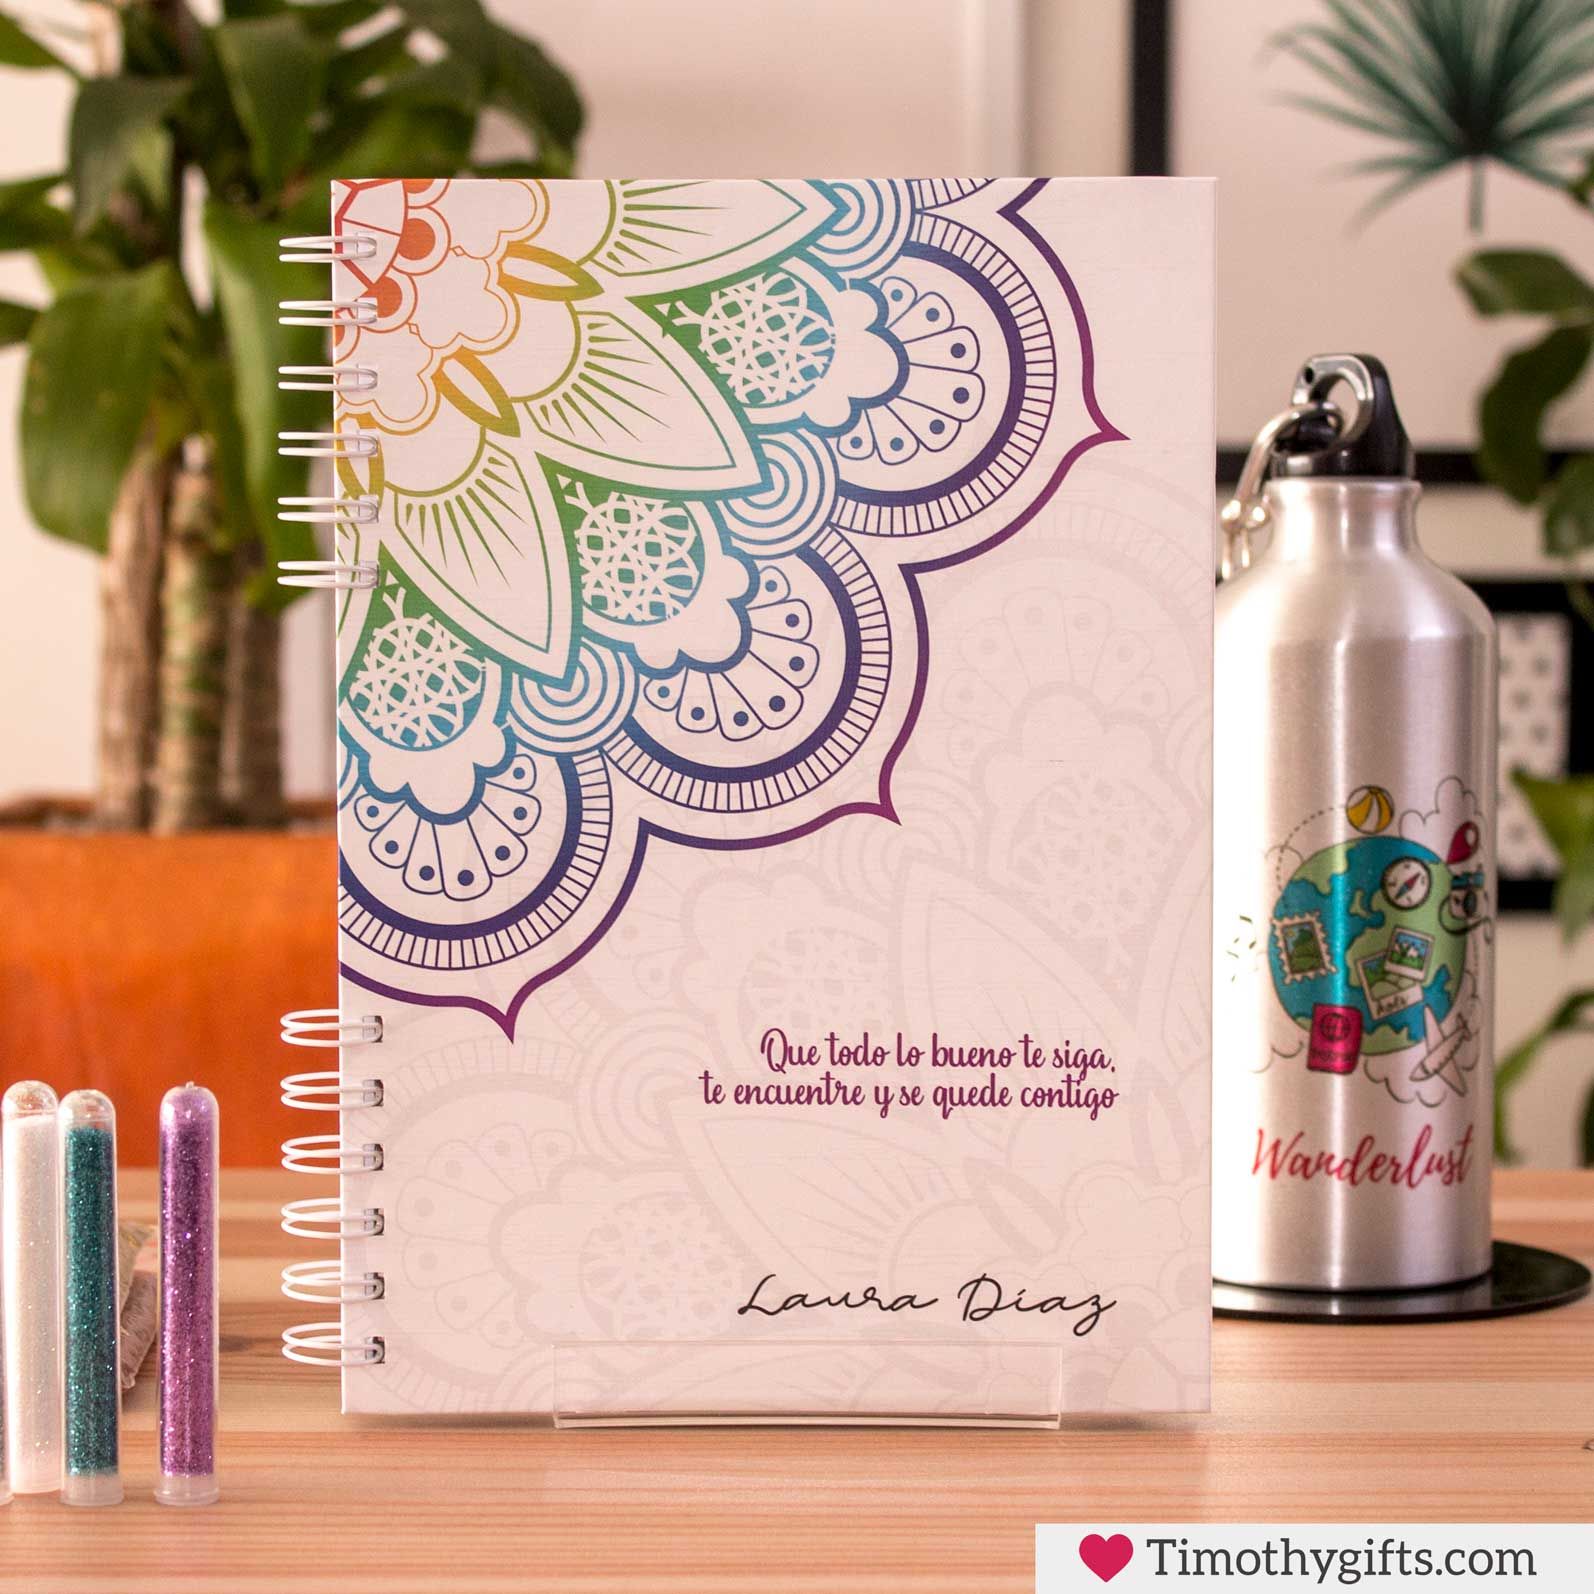 Que todo lo bueno te siga,
te encuentre y se quede contigo
Laura Díaz
Wanderlust
Timothygifts.com